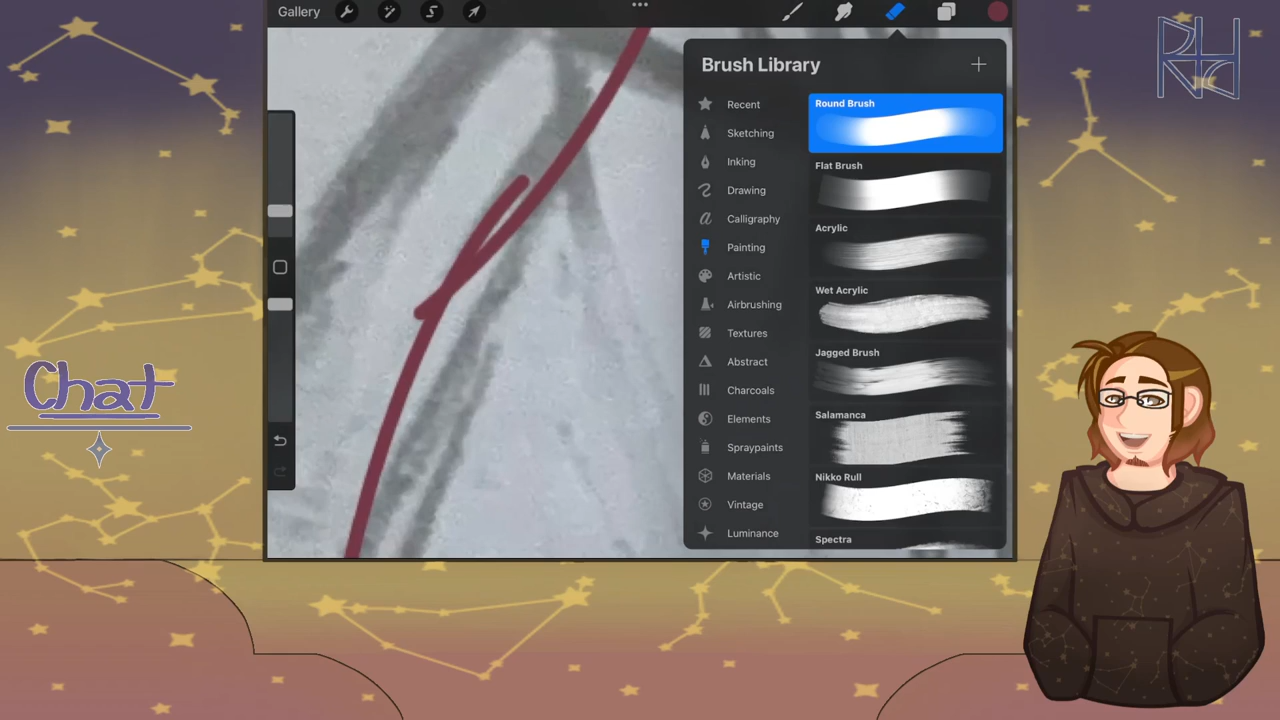 Gallery
Brush Library
Recent
Sketching
Inking
Drawing
Calligraphy
Painting
Artistic
Airbrushing
Textures
Abstract
Charcoals
Elements
Spraypaints
Materials
Vintage
Luminance
Round Brush
Flat Brush
Acrylic
Wet Acrylic
Jagged Brush
Salamanca
Nikko Rull
Spectra
Chat